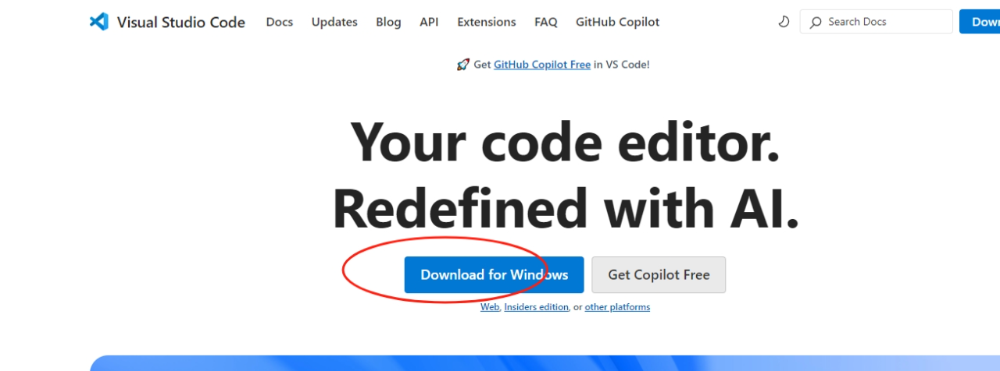 Visual Studio Code Docs Updates Blog API Extensions FAQ GitHub Copilot Search Docs
Get GitHub Copilot Free in VS Code!
Your code editor.
Redefined with AI.
Download for Windows Get Copilot Free
Web, Insiders edition, or other platforms